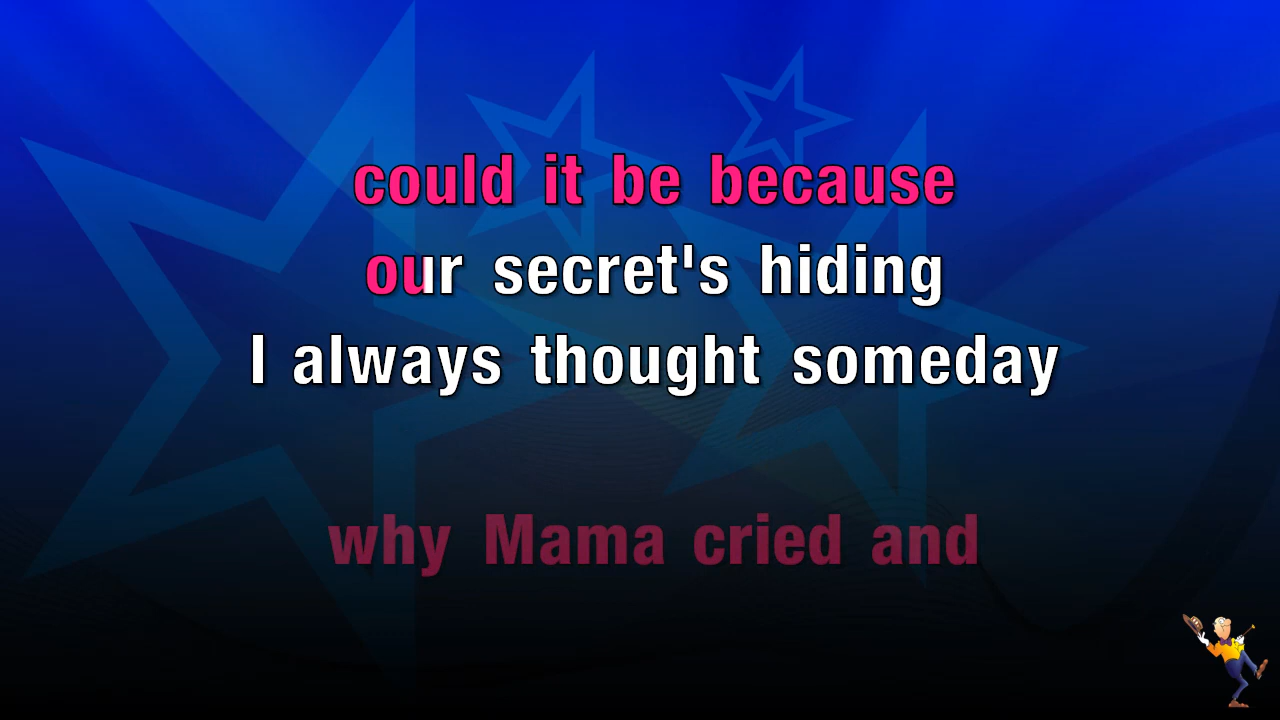 could it be because
our secret's hiding
I always thought someday
why Mama cried and